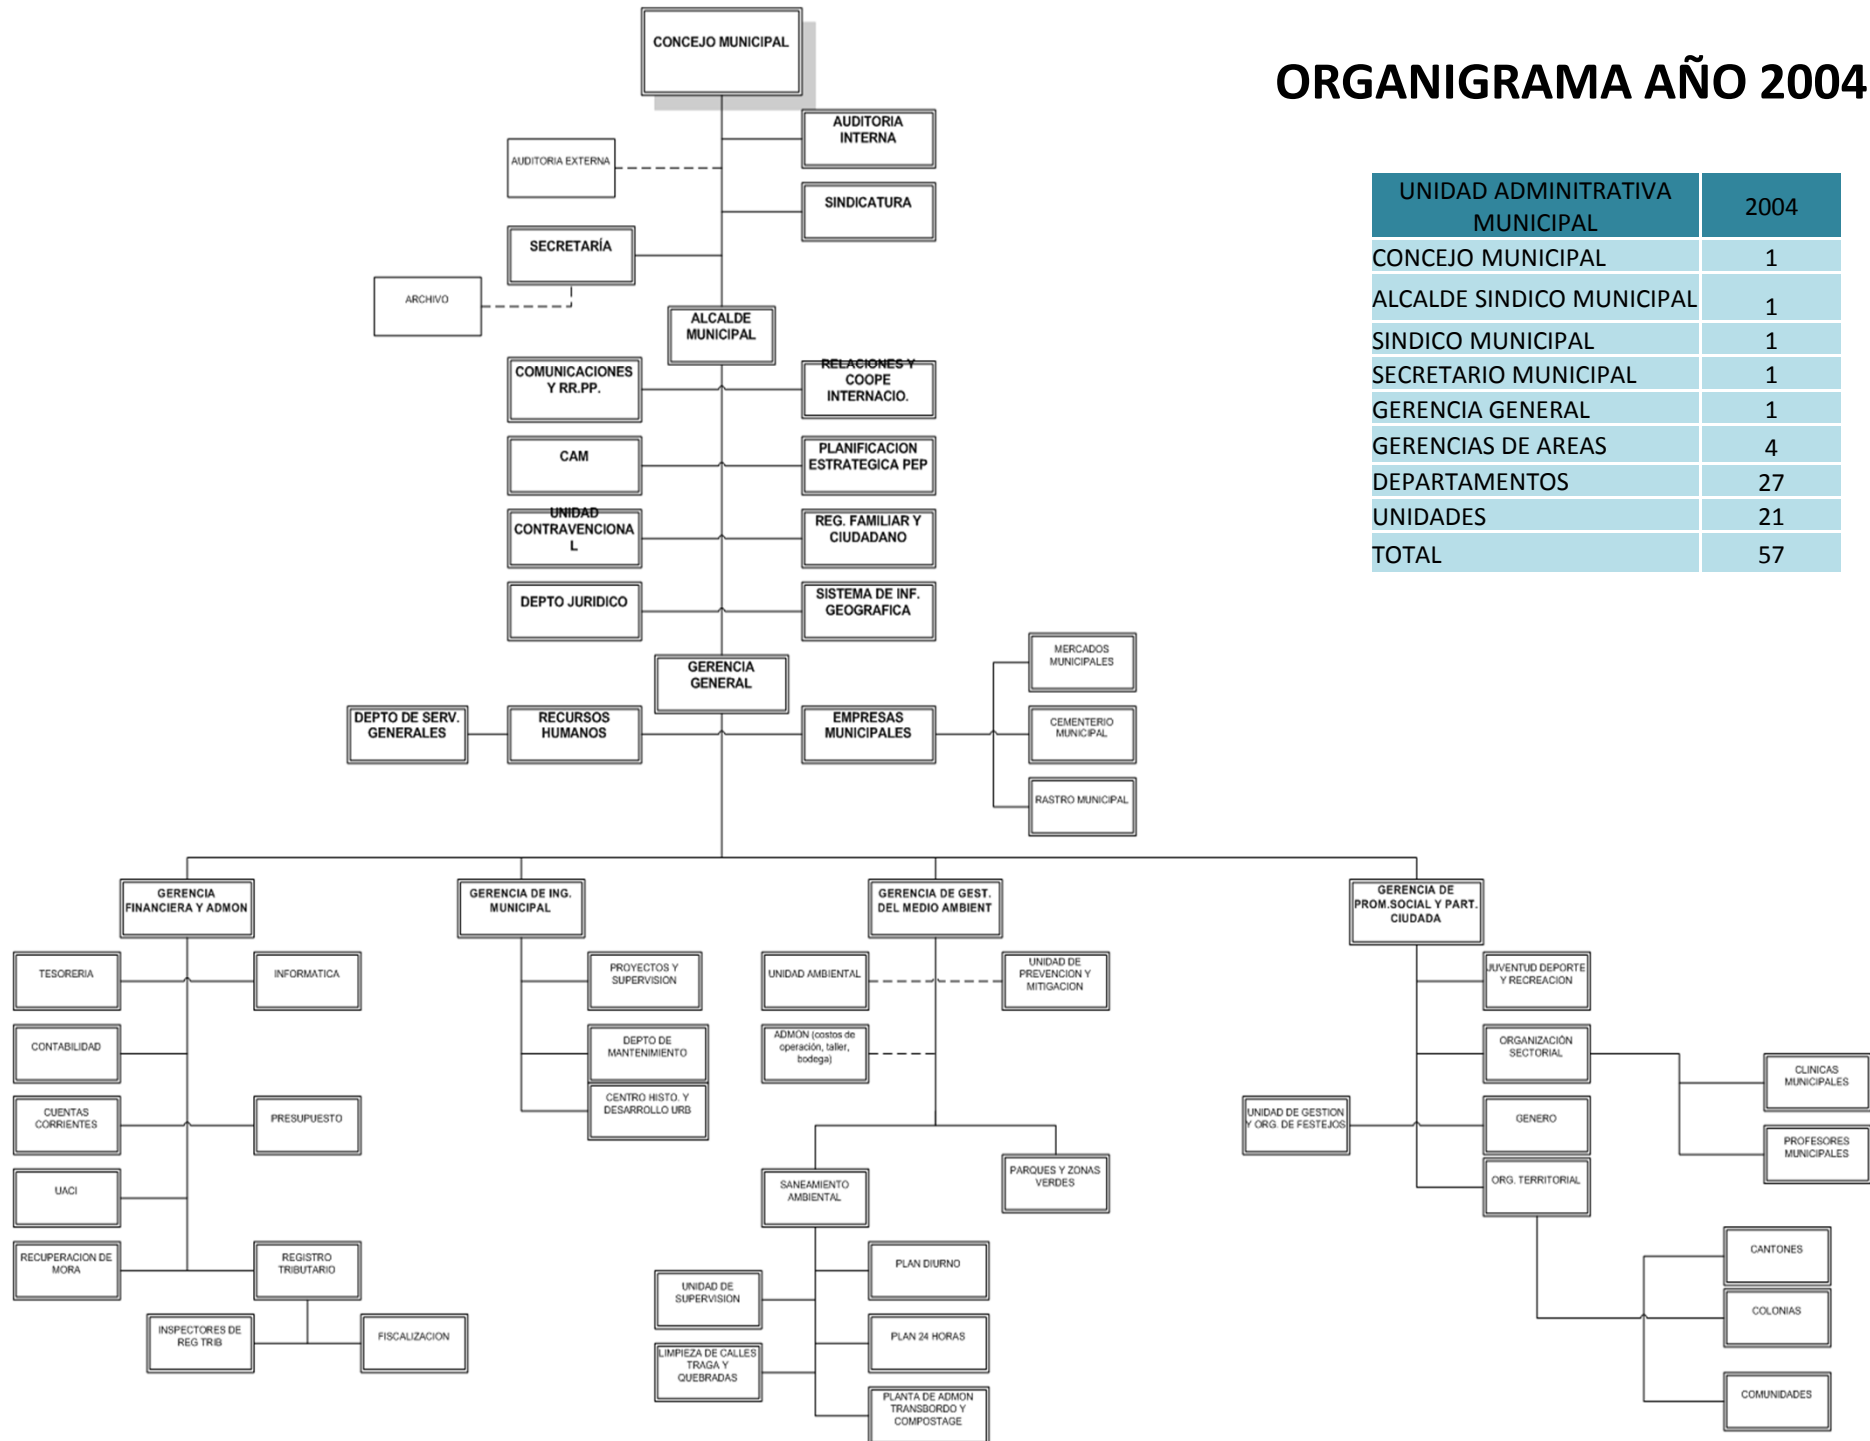 CONCEJO MUNICIPAL
ORGANIGRAMA AÑO 2004
AUDITORIA
INTERNA
AUDITORIA EXTERNA
SINDICATURA
SECRETARÍA
ARCHIVO
ALCALDE
MUNICIPAL
COMUNICACIONES
Y RR.PP.
RELACIONES Y
COOPE
INTERNACIO.
CAM
PLANIFICACION
ESTRATEGICA PEP
UNIDAD
CONTRAVENCIONA
L
REG. FAMILIAR Y
CIUDADANO
DEPTO JURIDICO
SISTEMA DE INF.
GEOGRAFICA
UNIDAD ADMINITRATIVA
MUNICIPAL
2004
CONCEJO MUNICIPAL 1
ALCALDE SINDICO MUNICIPAL 1
SINDICO MUNICIPAL 1
SECRETARIO MUNICIPAL 1
GERENCIA GENERAL 1
GERENCIAS DE AREAS 4
DEPARTAMENTOS 27
UNIDADES 21
TOTAL 57
GERENCIA
GENERAL
DEPTO DE SERV.
GENERALES
RECURSOS
HUMANOS
EMPRESAS
MUNICIPALES
MERCADOS
MUNICIPALES
CEMENTERIO
MUNICIPAL
RASTRO MUNICIPAL
GERENCIA
FINANCIERA Y ADMON
GERENCIA DE ING.
MUNICIPAL
GERENCIA DE GEST.
DEL MEDIO AMBIENT
GERENCIA DE
PROM.SOCIAL Y PART.
CIUDADA
TESORERIA
INFORMATICA
CONTABILIDAD
CUENTAS
CORRIENTES
PRESUPUESTO
UACI
RECUPERACION DE
MORA
REGISTRO
TRIBUTARIO
INSPECTORES DE
REG TRIB
FISCALIZACION
PROYECTOS Y
SUPERVISION
DEPTO DE
MANTENIMIENTO
CENTRO HISTO. Y
DESARROLLO URB
UNIDAD AMBIENTAL
UNIDAD DE
PREVENCION Y
MITIGACION
ADMON (costos de
operación, taller,
bodega)
SANEAMIENTO
AMBIENTAL
PARQUES Y ZONAS
VERDES
UNIDAD DE
SUPERVISION
PLAN DIURNO
PLAN 24 HORAS
LIMPIEZA DE CALLES
TRAGA Y
QUEBRADAS
PLANTA DE ADMON
TRANSBORDO Y
COMPOSTAGE
JUVENTUD DEPORTE
Y RECREACION
ORGANIZACIÓN
SECTORIAL
UNIDAD DE GESTION
Y ORG. DE FESTEJOS
GENERO
ORG. TERRITORIAL
CLINICAS
MUNICIPALES
PROFESORES
MUNICIPALES
CANTONES
COLONIAS
COMUNIDADES